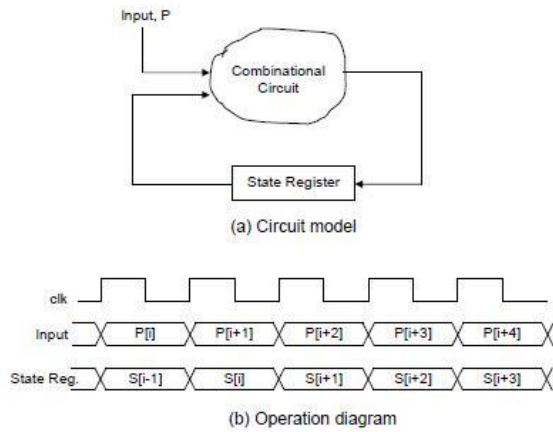 Input, P
Combinational
Circuit
State Register
(a) Circuit model
clk
Input P[i] P[i+1] P[i+2] P[i+3] P[i+4]
State Reg. S[i-1] S[i] S[i+1] S[i+2] S[i+3]
(b) Operation diagram